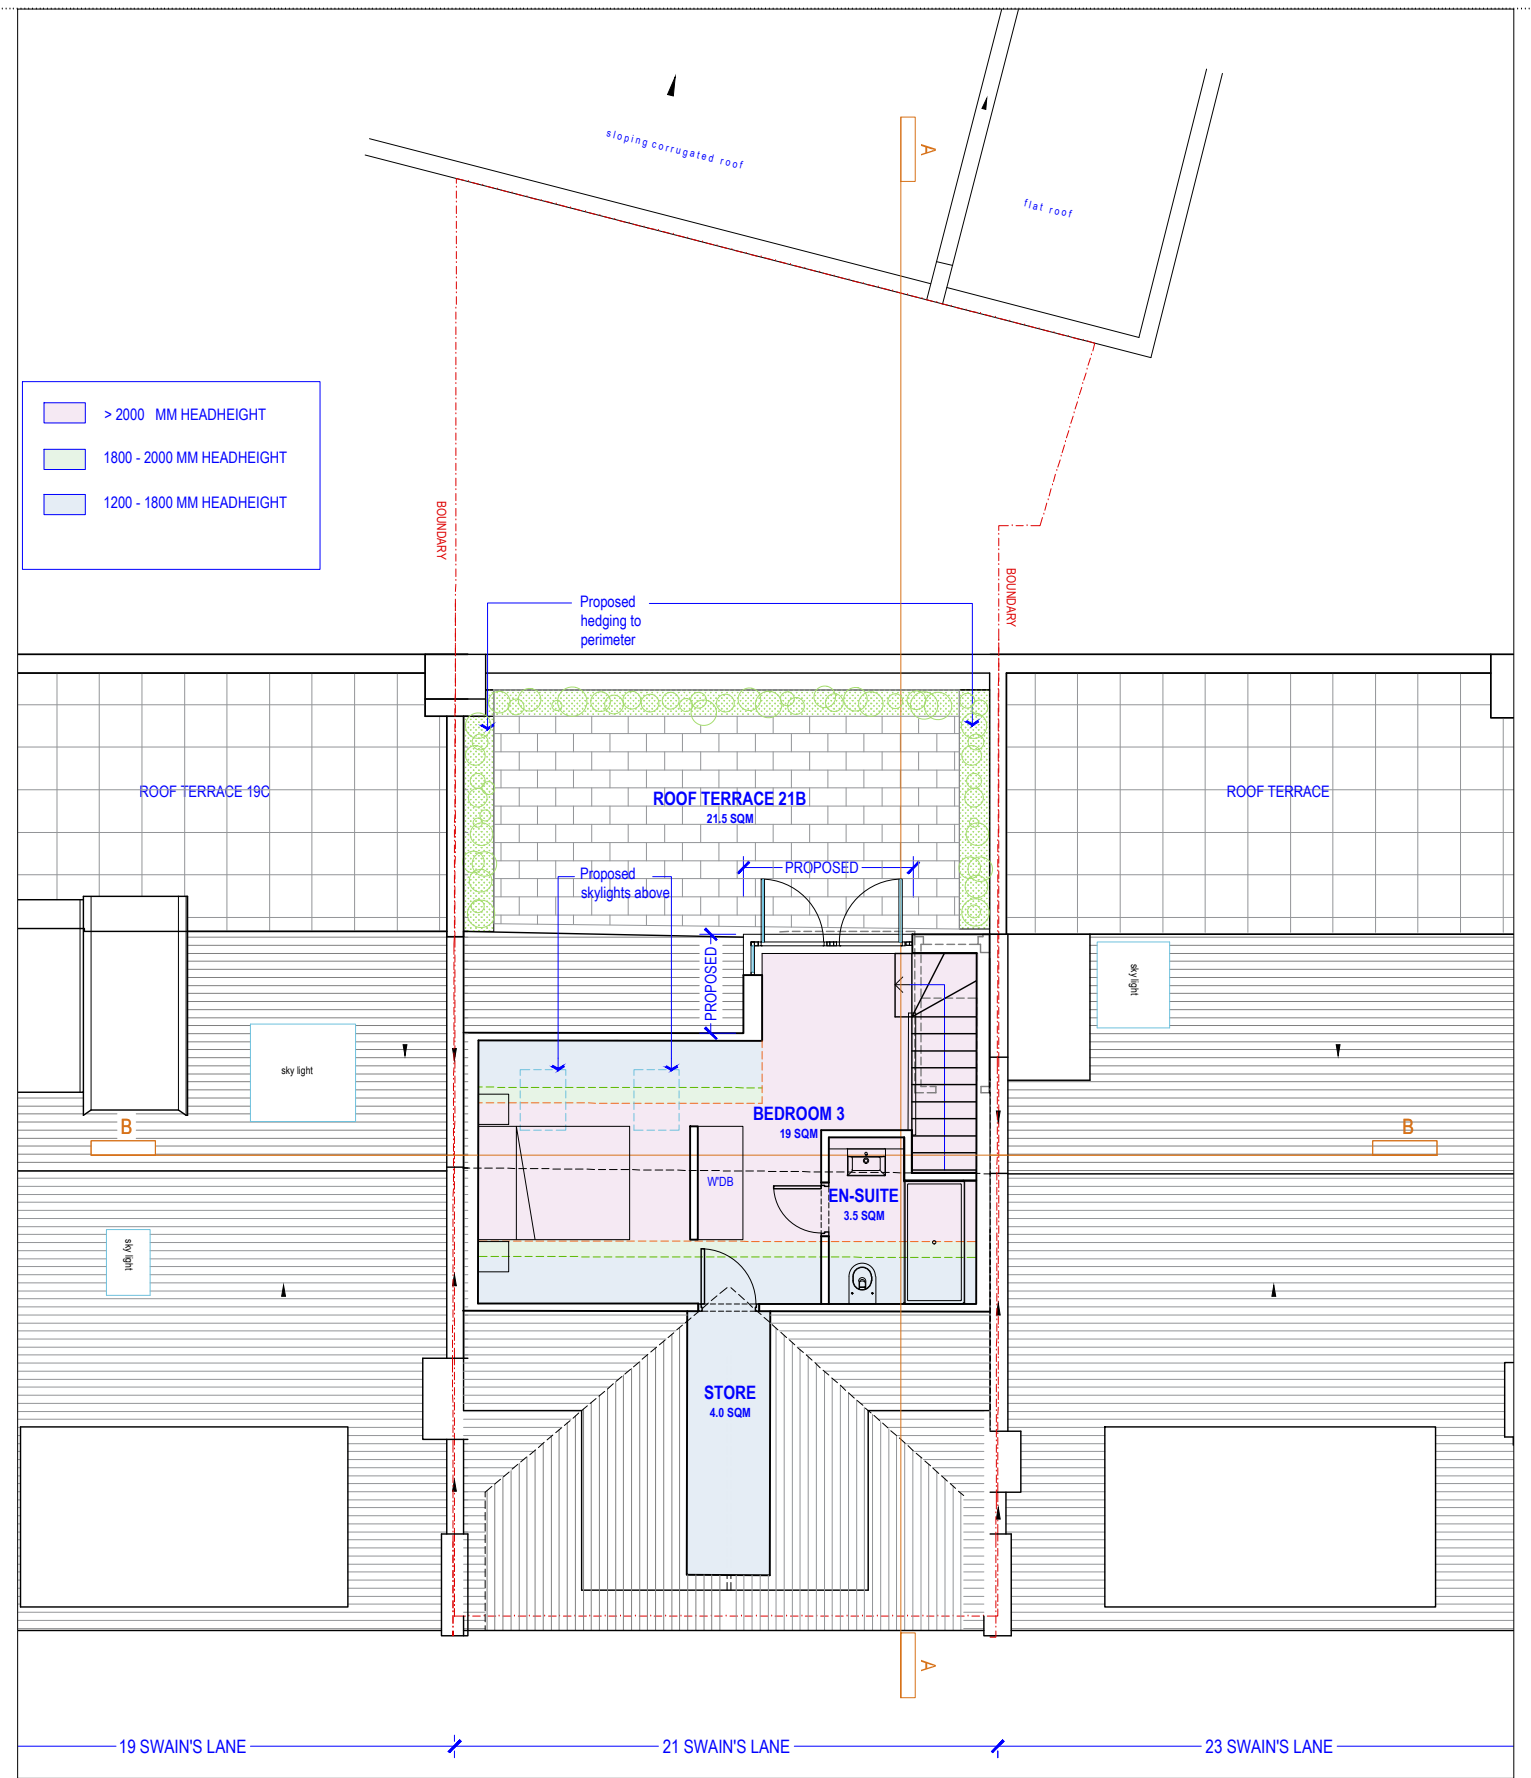 sloping corrugated roof
A
flat roof
> 2000 MM HEADHEIGHT
1800 - 2000 MM HEADHEIGHT
1200 - 1800 MM HEADHEIGHT
BOUNDARY
BOUNDARY
Proposed
hedging to
perimeter
ROOF TERRACE 19C
ROOF TERRACE 21B
21.5 SQM
ROOF TERRACE
PROPOSED
Proposed
skylights above
PROPOSED
sky light
sky light
BEDROOM 3
19 SQM
B
B
W'DB
EN-SUITE
3.5 SQM
sky light
STORE
4.0 SQM
A
19 SWAIN'S LANE
21 SWAIN'S LANE
23 SWAIN'S LANE